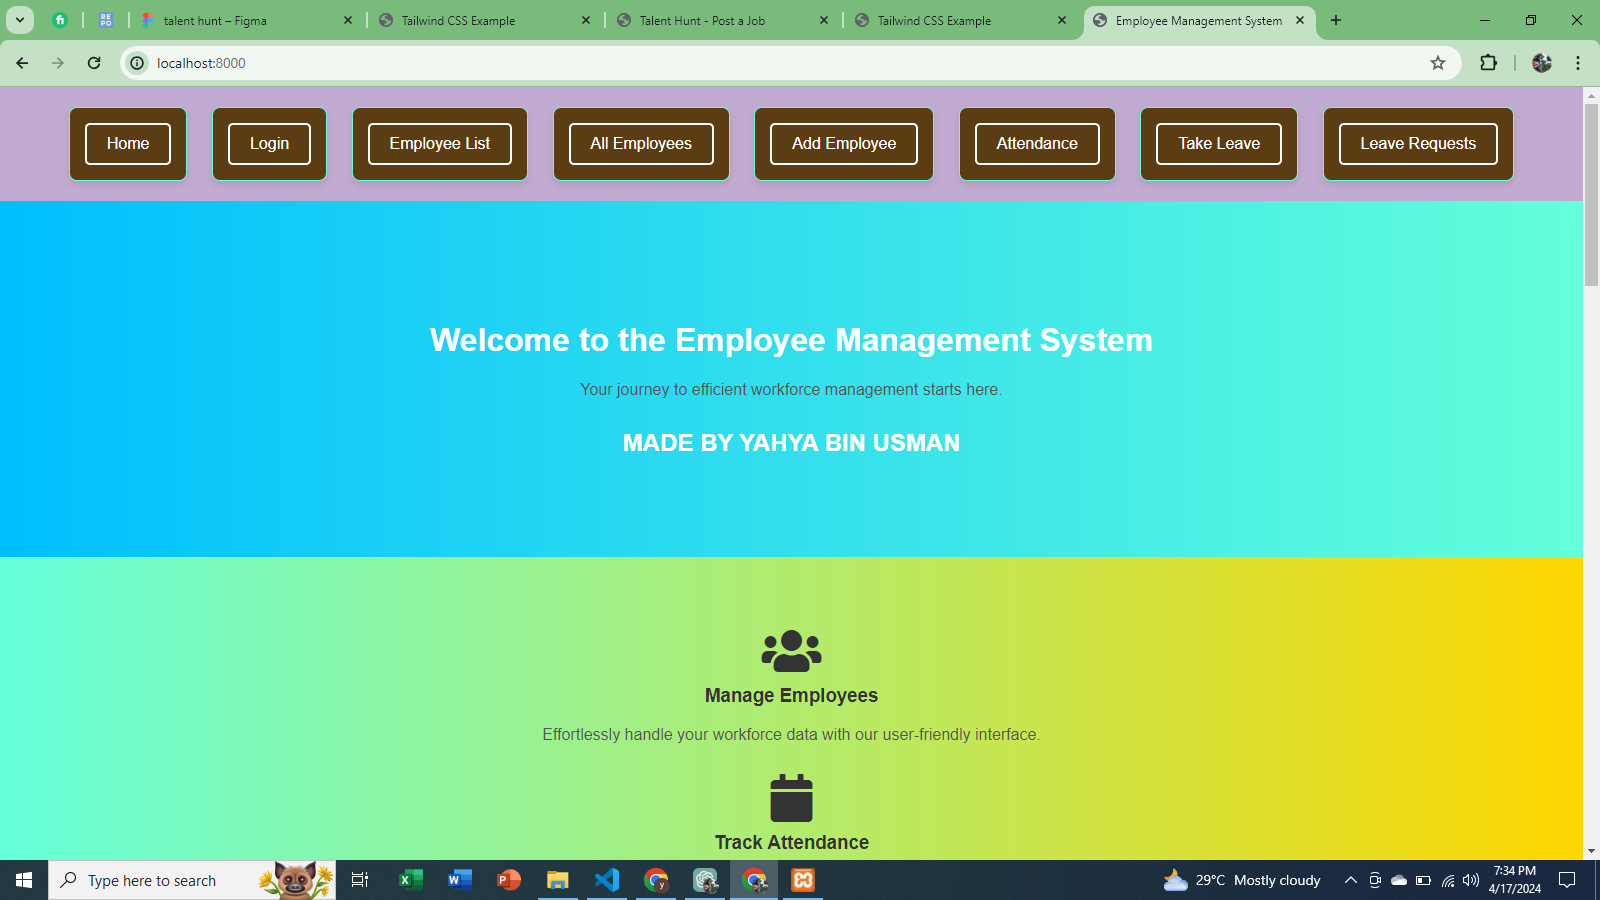 RE
PO
talent hunt – Figma
Tailwind CSS Example
Talent Hunt - Post a Job
Tailwind CSS Example
Employee Management System
localhost:8000
Home
Login
Employee List
All Employees
Add Employee
Attendance
Take Leave
Leave Requests
Welcome to the Employee Management System
Your journey to efficient workforce management starts here.
MADE BY YAHYA BIN USMAN
Manage Employees
Effortlessly handle your workforce data with our user-friendly interface.
Track Attendance
Type here to search
29°C Mostly cloudy
7:34 PM
4/17/2024